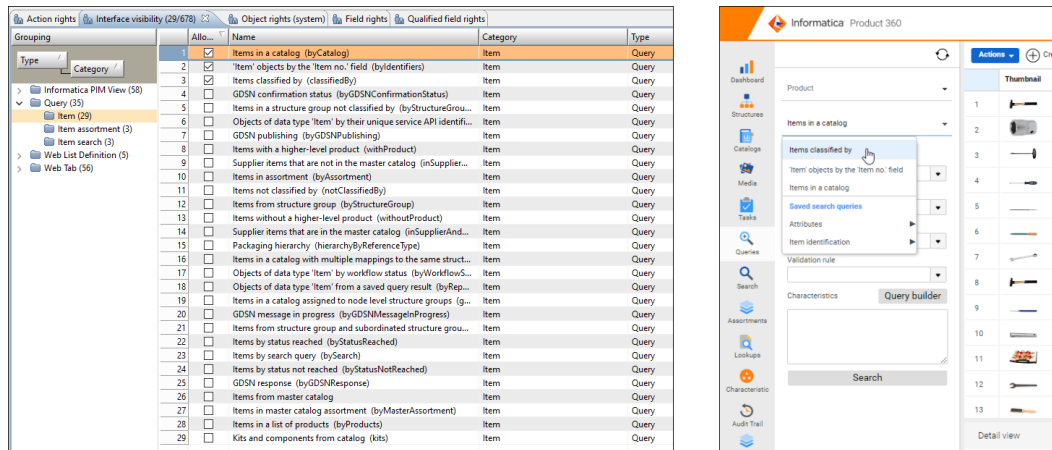 Action rights Interface visibility (29/678) Object rights (system) Field rights Qualified field rights
Grouping Allo... Name Category Type
Type
Category
Informatica PIM View (58)
Query (35)
Item (29)
Item assortment (3)
Item search (3)
Web List Definition (5)
Web Tab (56)
1 Items in a catalog (byCatalog) Item Query
2 'Item' objects by the 'Item no.' field (byIdentifiers) Item Query
3 Items classified by (classifiedBy) Item Query
4 GDSN confirmation status (byGDSNConfirmationStatus) Item Query
5 Items in a structure group not classified by (byStructureGrou... Item Query
6 Objects of data type 'Item' by their unique service API identifi... Item Query
7 GDSN publishing (byGDSNPublishing) Item Query
8 Items with a higher-level product (withProduct) Item Query
9 Supplier items that are not in the master catalog (inSupplier... Item Query
10 Items in assortment (byAssortment) Item Query
11 Items not classified by (notClassifiedBy) Item Query
12 Items from structure group (byStructureGroup) Item Query
13 Items without a higher-level product (withoutProduct) Item Query
14 Supplier items that are in the master catalog (inSupplierAnd... Item Query
15 Packaging hierarchy (hierarchyByReferenceType) Item Query
16 Items in a catalog with multiple mappings to the same struct... Item Query
17 Objects of data type 'Item' by workflow status (byWorkflowS... Item Query
18 Objects of data type 'Item' from a saved query result (byRep... Item Query
19 Items in a catalog assigned to node level structure groups (g... Item Query
20 GDSN message in progress (byGDSNMessageInProgress) Item Query
21 Items from structure group and subordinated structure grou... Item Query
22 Items by status reached (byStatusReached) Item Query
23 Items by search query (bySearch) Item Query
24 Items by status not reached (byStatusNotReached) Item Query
25 GDSN response (byGDSNResponse) Item Query
26 Items from master catalog Item Query
27 Items in master catalog assortment (byMasterAssortment) Item Query
28 Items in a list of products (byProducts) Item Query
29 Kits and components from catalog (kits) Item Query
Informatica Product 360
Dashboard
Structures
Catalogs
Media
Tasks
Queries
Search
Assortments
Lookups
Characteristic
Audit Trail
Product
Items in a catalog
Items classified by
'Item' objects by the 'Item no.' field
Items in a catalog
Saved search queries
Attributes
Item identification
Validation rule
Characteristics Query builder
Search
Actions Cre
Thumbnail
1
2
3
4
5
6
7
8
9
10
11
12
13
Detail view